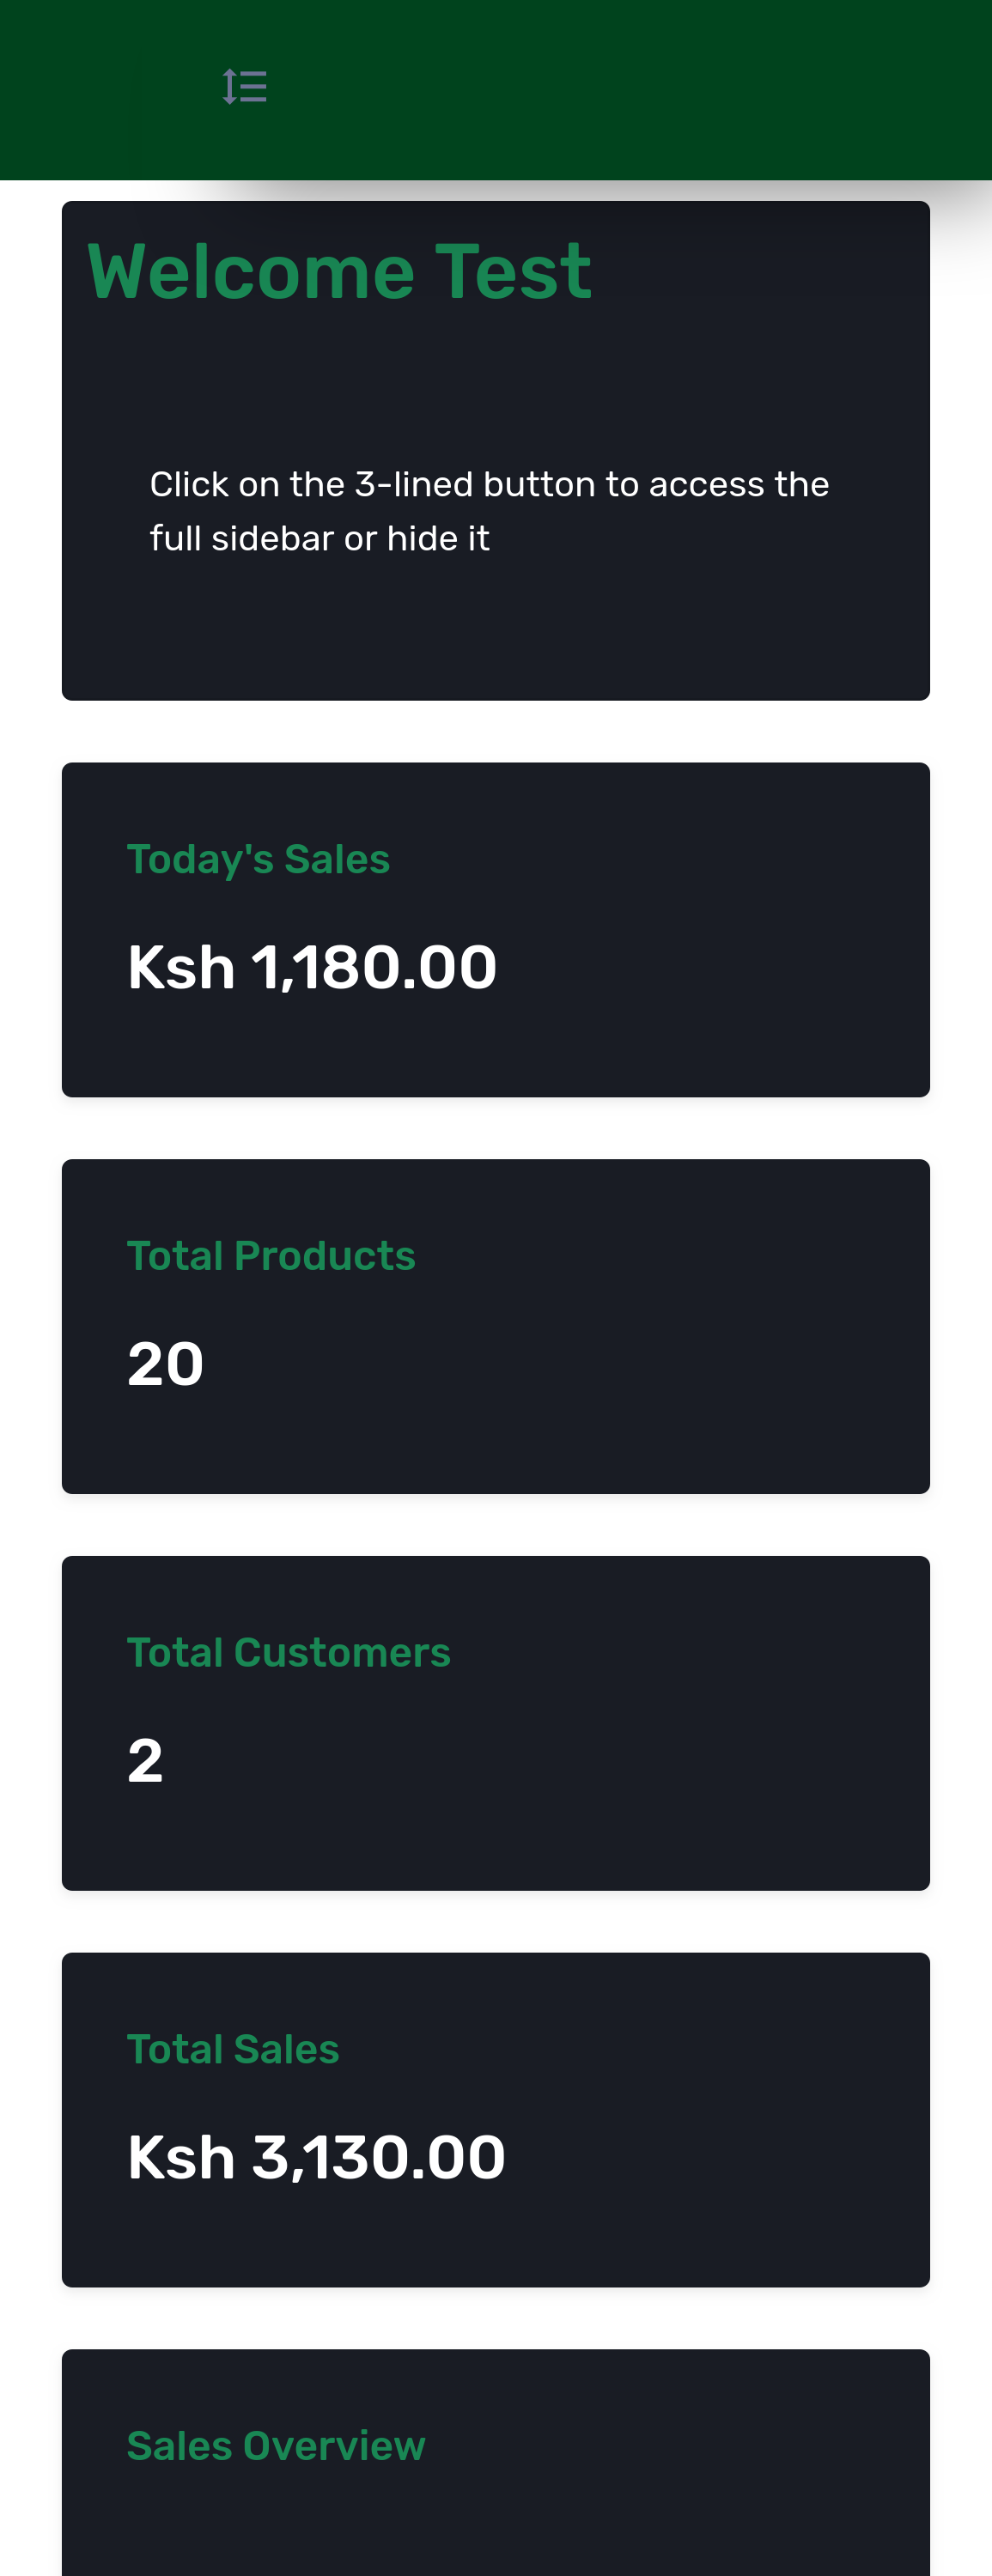 Welcome Test
Click on the 3-lined button to access the
full sidebar or hide it
Today's Sales
Ksh 1,180.00
Total Products
20
Total Customers
2
Total Sales
Ksh 3,130.00
Sales Overview